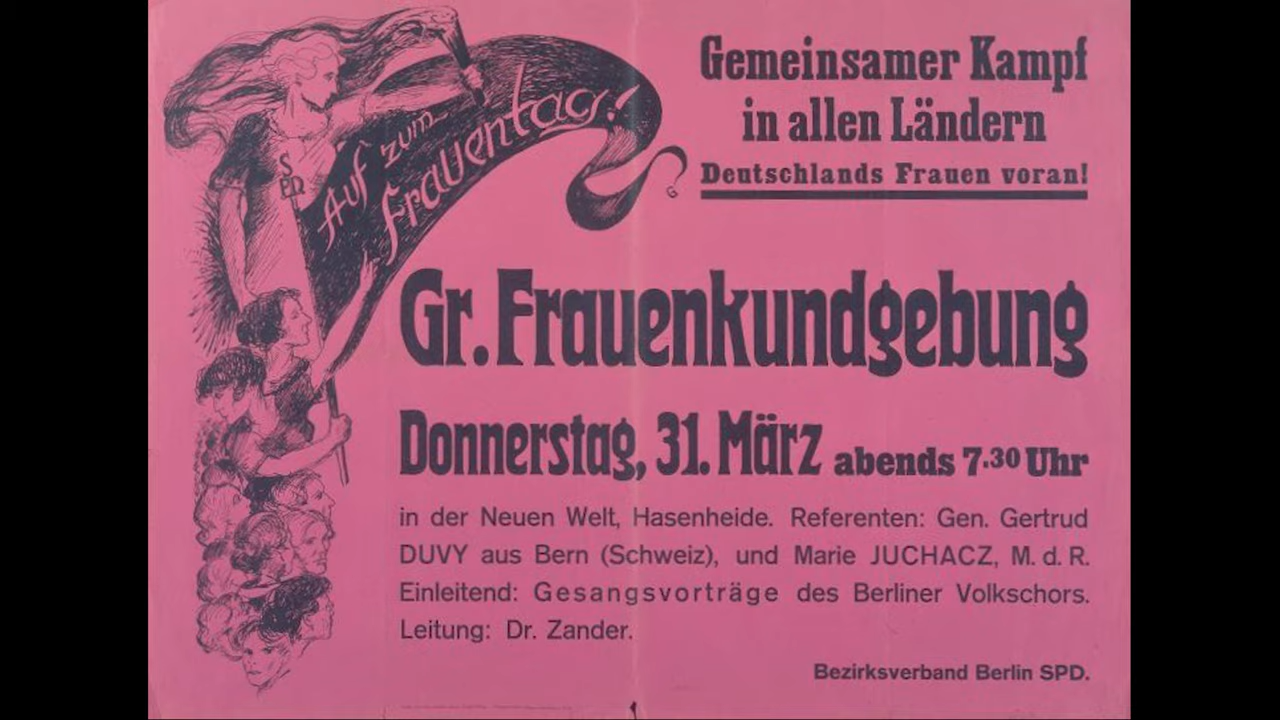 Auf zum
Frauentag!
SPD
Gemeinsamer Kampf
in allen Ländern
Deutschlands Frauen voran!
Gr. Frauenkundgebung
Donnerstag, 31. März abends 7.30 Uhr
in der Neuen Welt, Hasenheide. Referenten: Gen. Gertrud
DUVY aus Bern (Schweiz), und Marie JUCHACZ, M. d. R.
Einleitend: Gesangsvorträge des Berliner Volkschors.
Leitung: Dr. Zander.
Bezirksverband Berlin SPD.